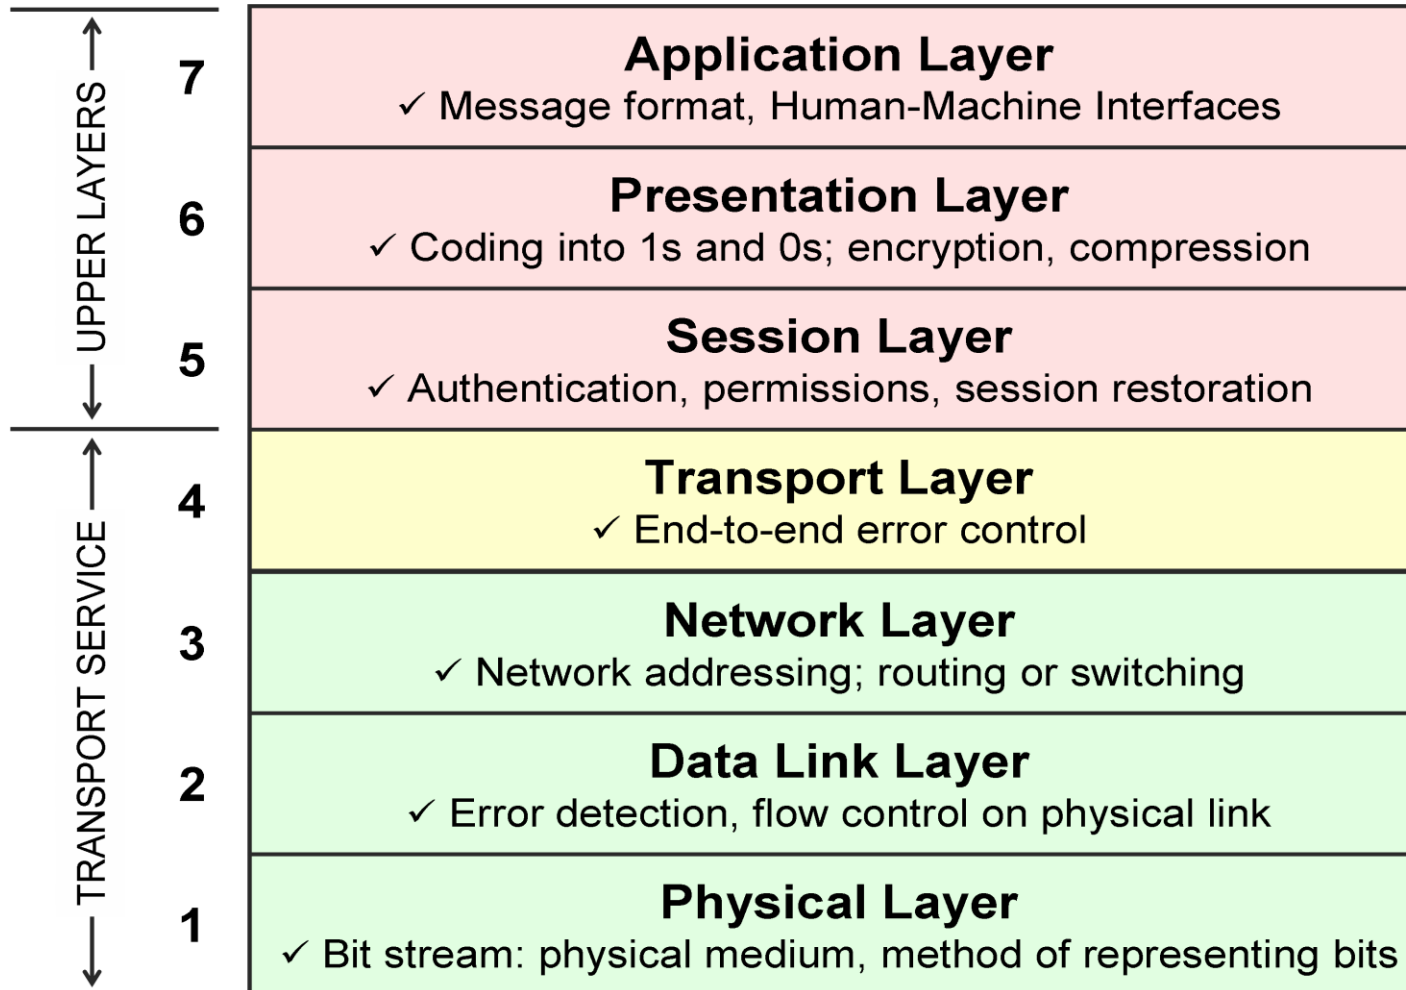 UPPER LAYERS
7
Application Layer
✓ Message format, Human-Machine Interfaces
6
Presentation Layer
✓ Coding into 1s and 0s; encryption, compression
5
Session Layer
✓ Authentication, permissions, session restoration
TRANSPORT SERVICE
4
Transport Layer
✓ End-to-end error control
3
Network Layer
✓ Network addressing; routing or switching
2
Data Link Layer
✓ Error detection, flow control on physical link
1
Physical Layer
✓ Bit stream: physical medium, method of representing bits